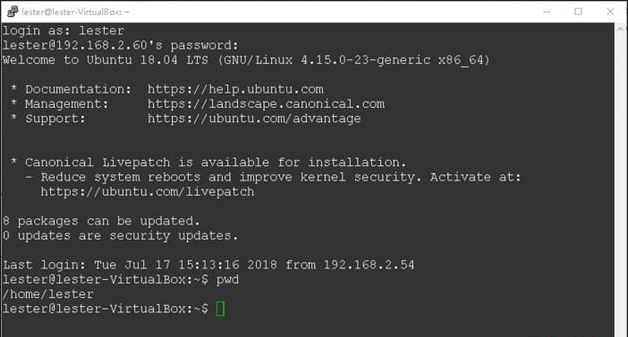 lester@lester-VirtualBox: ~
login as: lester
lester@192.168.2.60's password:
Welcome to Ubuntu 18.04 LTS (GNU/Linux 4.15.0-23-generic x86_64)
* Documentation:  https://help.ubuntu.com
* Management:     https://landscape.canonical.com
* Support:        https://ubuntu.com/advantage
* Canonical Livepatch is available for installation.
- Reduce system reboots and improve kernel security. Activate at:
https://ubuntu.com/livepatch
8 packages can be updated.
0 updates are security updates.
Last login: Tue Jul 17 15:13:16 2018 from 192.168.2.54
lester@lester-VirtualBox:~$ pwd
/home/lester
lester@lester-VirtualBox:~$